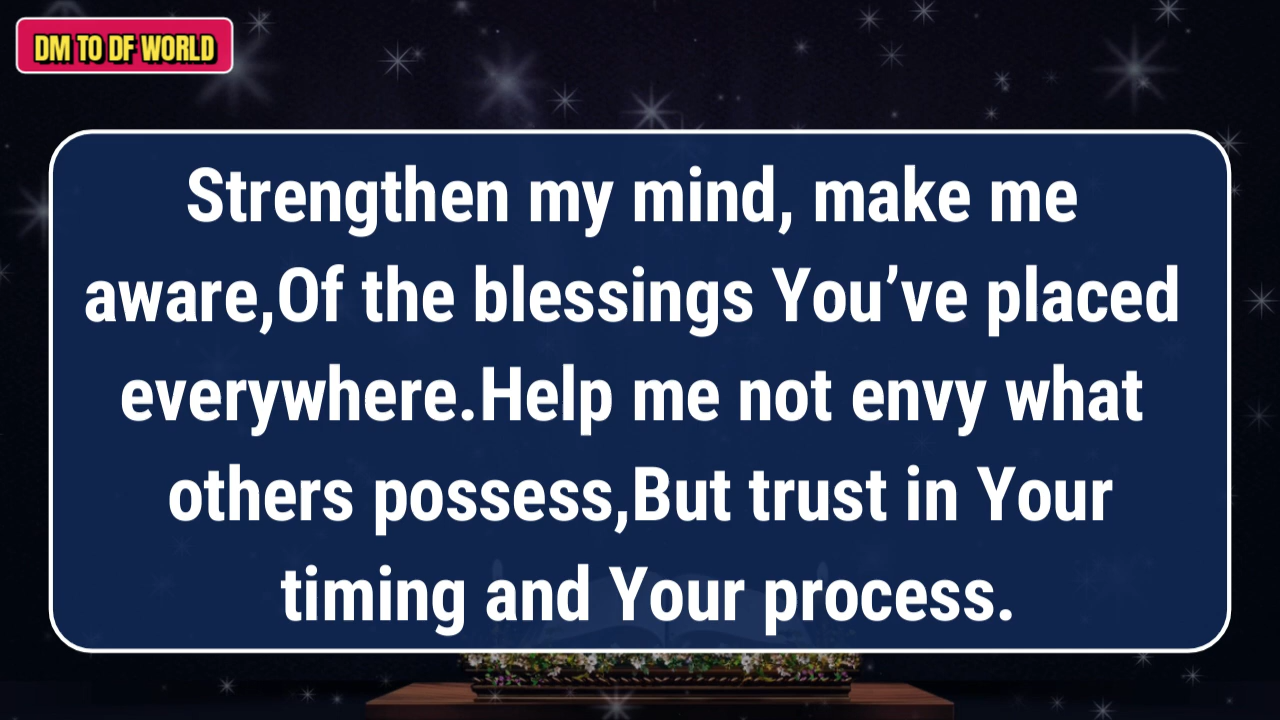 DM TO DF WORLD
Strengthen my mind, make me
aware,Of the blessings You’ve placed
everywhere.Help me not envy what
others possess,But trust in Your
timing and Your process.